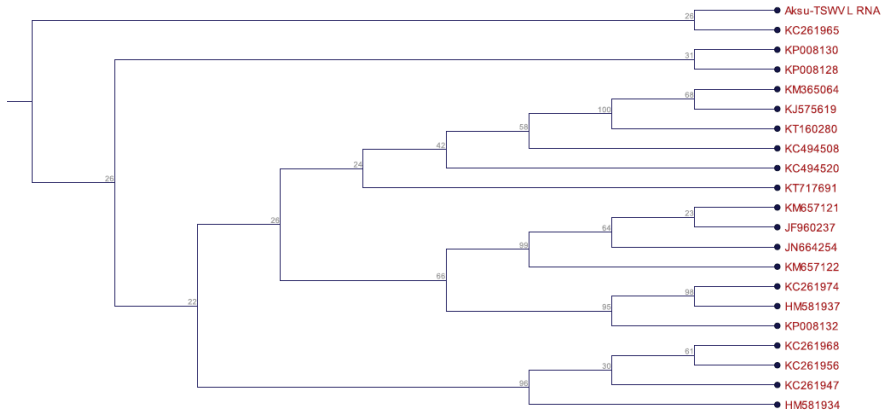 Aksu-TSWV L RNA
26
KC261965
KP008130
31
KP008128
KM365064
68
KJ575619
100
KT160280
58
KC494508
42
KC494520
24
KT717691
26
26
KM657121
23
JF960237
64
JN664254
99
KM657122
66
KC261974
98
HM581937
95
KP008132
22
KC261968
61
KC261956
30
KC261947
96
HM581934